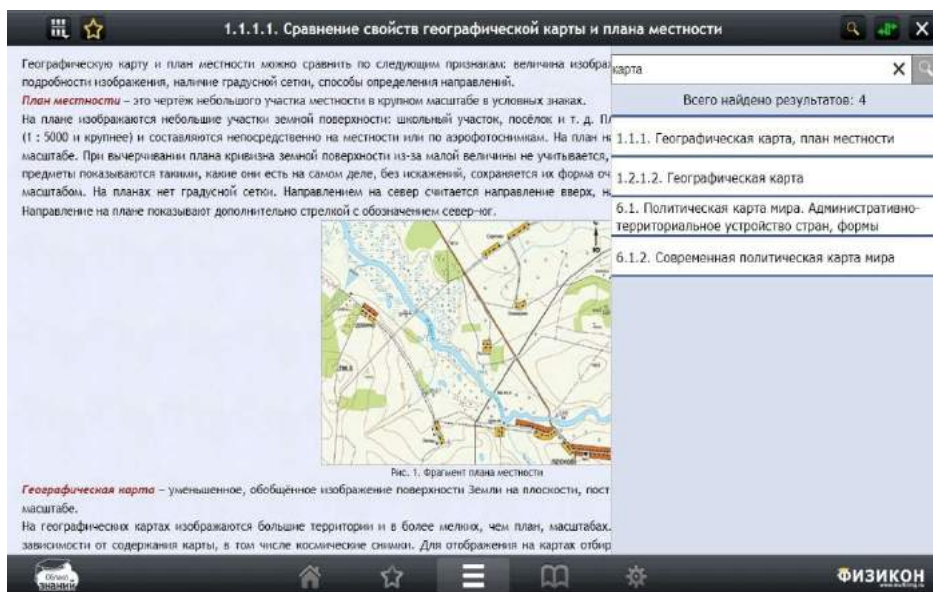 1.1.1.1. Сравнение свойств географической карты и плана местности
Географическую карту и план местности можно сравнить по следующим признакам: величина изобра
подробности изображения, наличие градусной сетки, способы определения направлений.
План местности – это чертёж небольшого участка местности в крупном масштабе в условных знаках.
На плане изображаются небольшие участки земной поверхности: школьный участок, посёлок и т. д. Пл
(1 : 5000 и крупнее) и составляются непосредственно на местности или по аэрофотоснимкам. На план на
масштабе. При вычерчивании плана кривизна земной поверхности из-за малой величины не учитывается,
предметы показываются такими, какие они есть на самом деле, без искажений, сохраняется их форма оч
масштабом. На планах нет градусной сетки. Направлением на север считается направление вверх, н
Направление на плане показывают дополнительно стрелкой с обозначением север–юг.
Рис. 1. Фрагмент плана местности
Географическая карта – уменьшенное, обобщённое изображение поверхности Земли на плоскости, пост
масштабе.
На географических картах изображаются большие территории и в более мелких, чем план, масштабах.
зависимости от содержания карты, в том числе космические снимки. Для отображения на картах отбир
карта
Всего найдено результатов: 4
1.1.1. Географическая карта, план местности
1.2.1.2. Географическая карта
6.1. Политическая карта мира. Административно-
территориальное устройство стран, формы
6.1.2. Современная политическая карта мира
Облако
ЗНАНИЙ
ФИЗИКОН